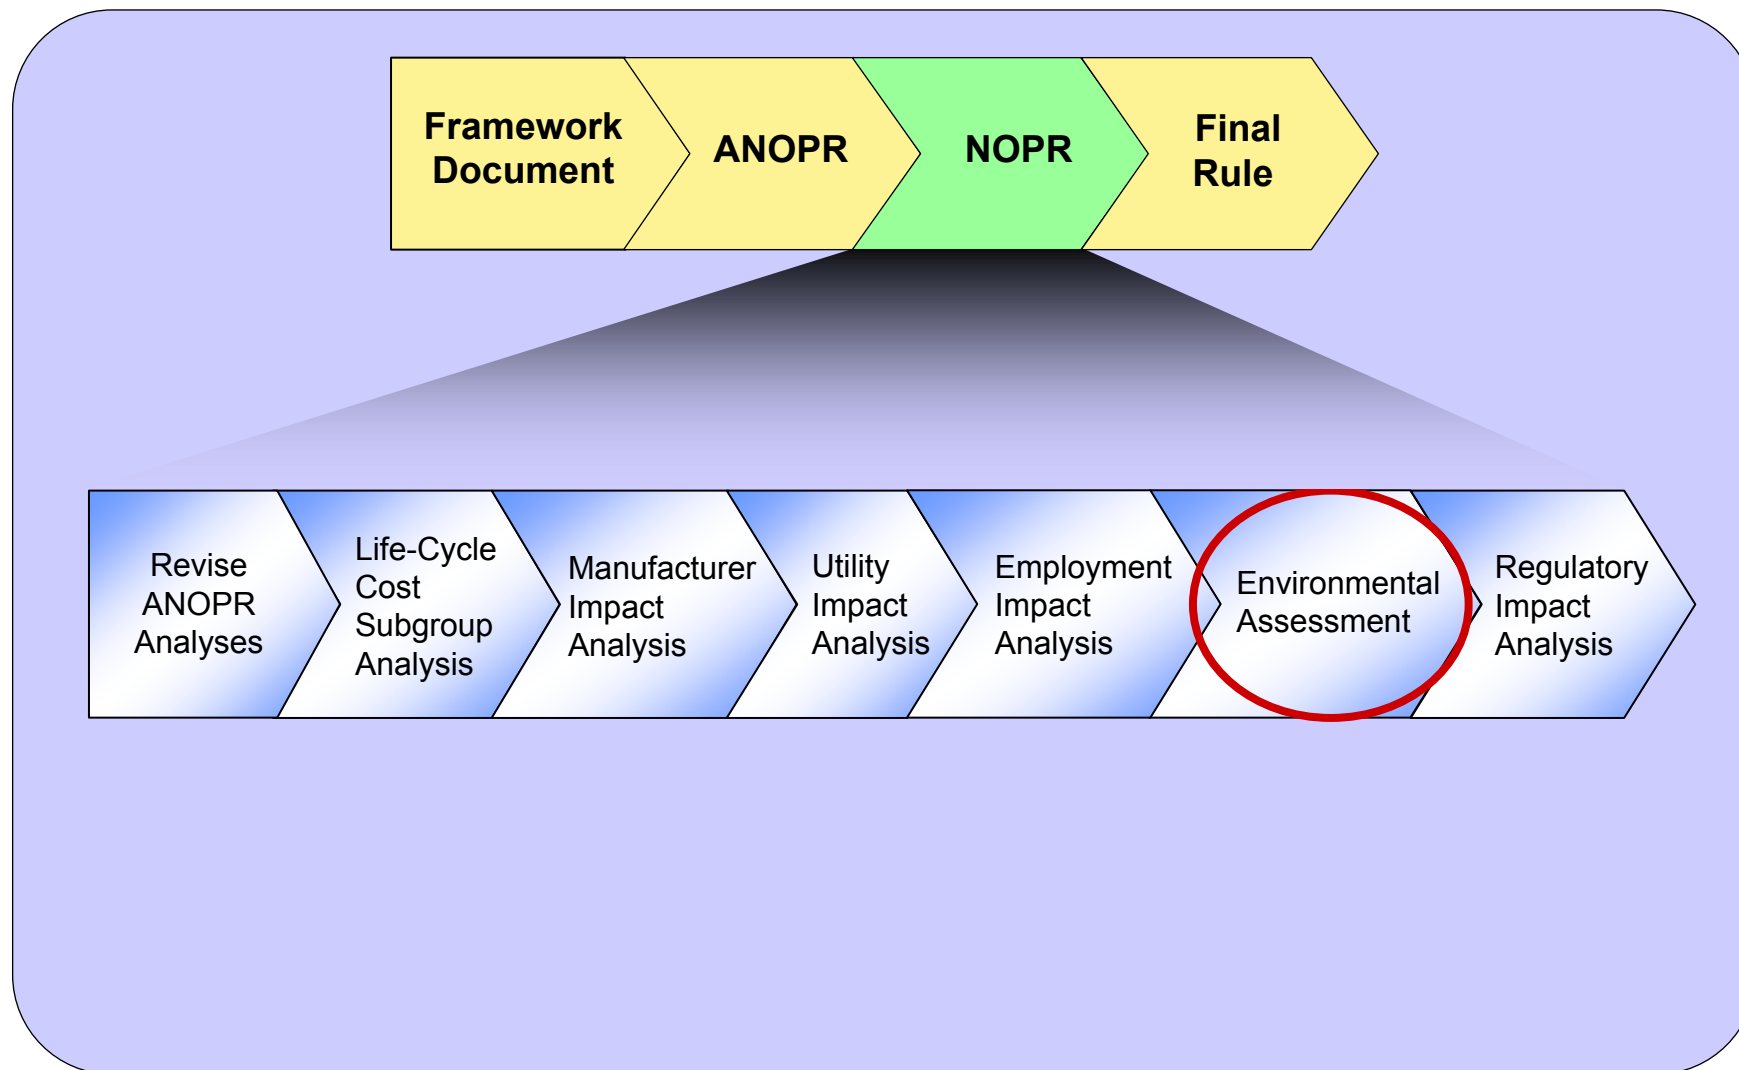 Framework
Document
ANOPR
NOPR
Final
Rule
Revise
ANOPR
Analyses
Life-Cycle
Cost
Subgroup
Analysis
Manufacturer
Impact
Analysis
Utility
Impact
Analysis
Employment
Impact
Analysis
Environmental
Assessment
Regulatory
Impact
Analysis